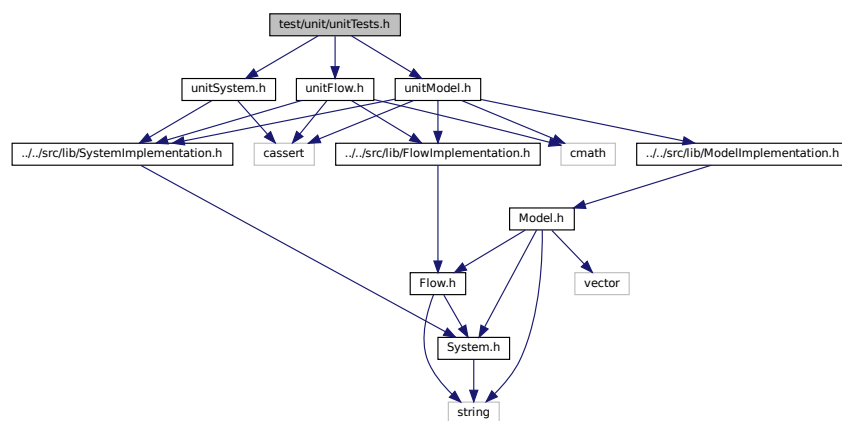 test/unit/unitTests.h
unitSystem.h
unitFlow.h
unitModel.h
../../src/lib/SystemImplementation.h
cassert
../../src/lib/FlowImplementation.h
cmath
../../src/lib/ModelImplementation.h
Model.h
Flow.h
vector
System.h
string